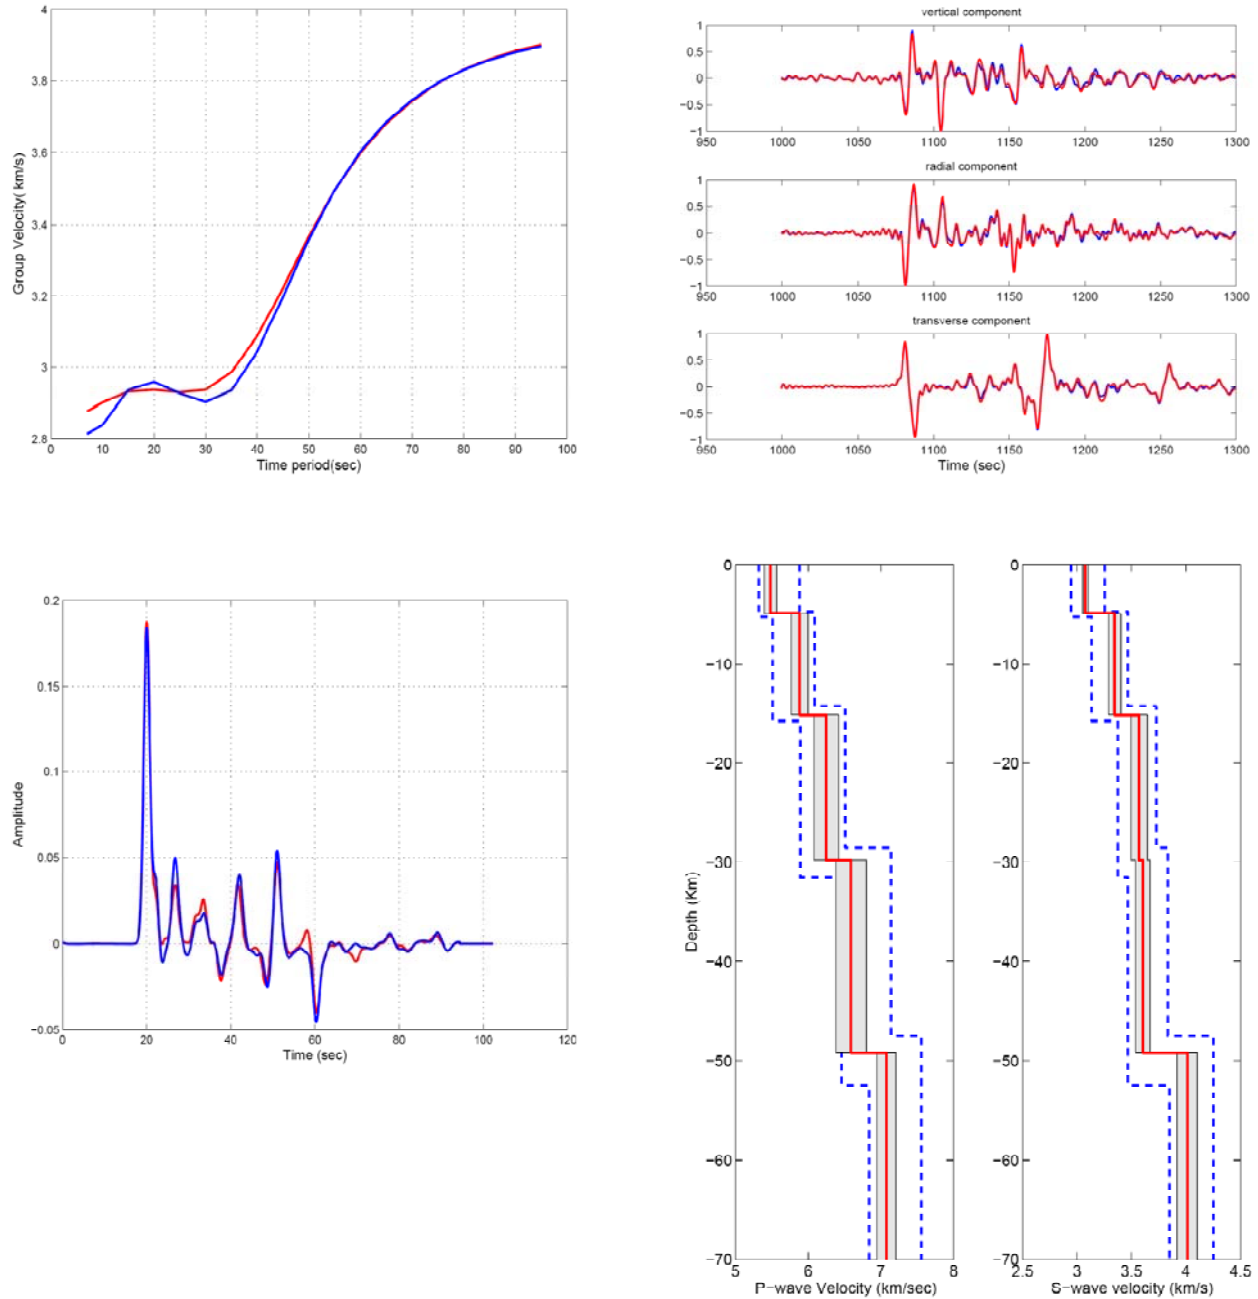 4
3.8
3.6
3.4
3.2
3
2.8
0 10 20 30 40 50 60 70 80 90 100
Group Velocity( km/s)
Time period(sec)
vertical component
1
0.5
0
−0.5
−1
950 1000 1050 1100 1150 1200 1250 1300
radial component
1
0.5
0
−0.5
−1
950 1000 1050 1100 1150 1200 1250 1300
transverse component
1
0.5
0
−0.5
−1
950 1000 1050 1100 1150 1200 1250 1300
Time (sec)
0.2
0.15
0.1
0.05
0
−0.05
0 20 40 60 80 100 120
Amplitude
Time (sec)
0
−10
−20
−30
−40
−50
−60
−70
5 6 7 8
Depth (Km)
P−wave Velocity (km/sec)
0
−10
−20
−30
−40
−50
−60
−70
2.5 3 3.5 4 4.5
S−wave velocity (km/s)